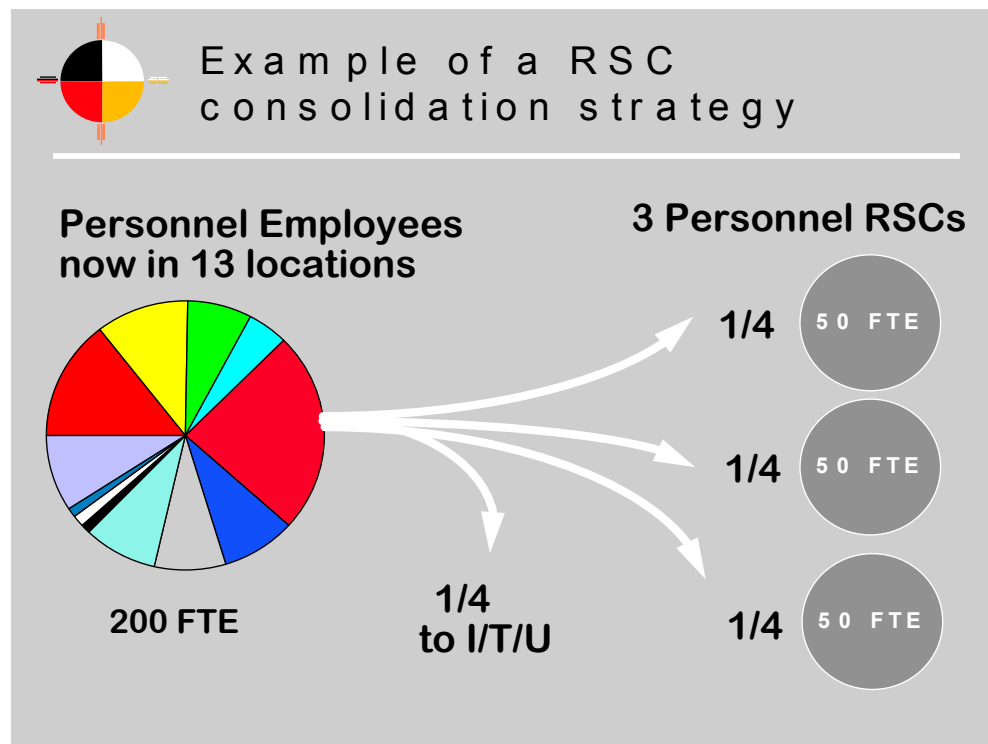 Example of a RSC
consolidation strategy
Personnel Employees
now in 13 locations
200 FTE
1/4
to I/T/U
3 Personnel RSCs
1/4 50 FTE
1/4 50 FTE
1/4 50 FTE